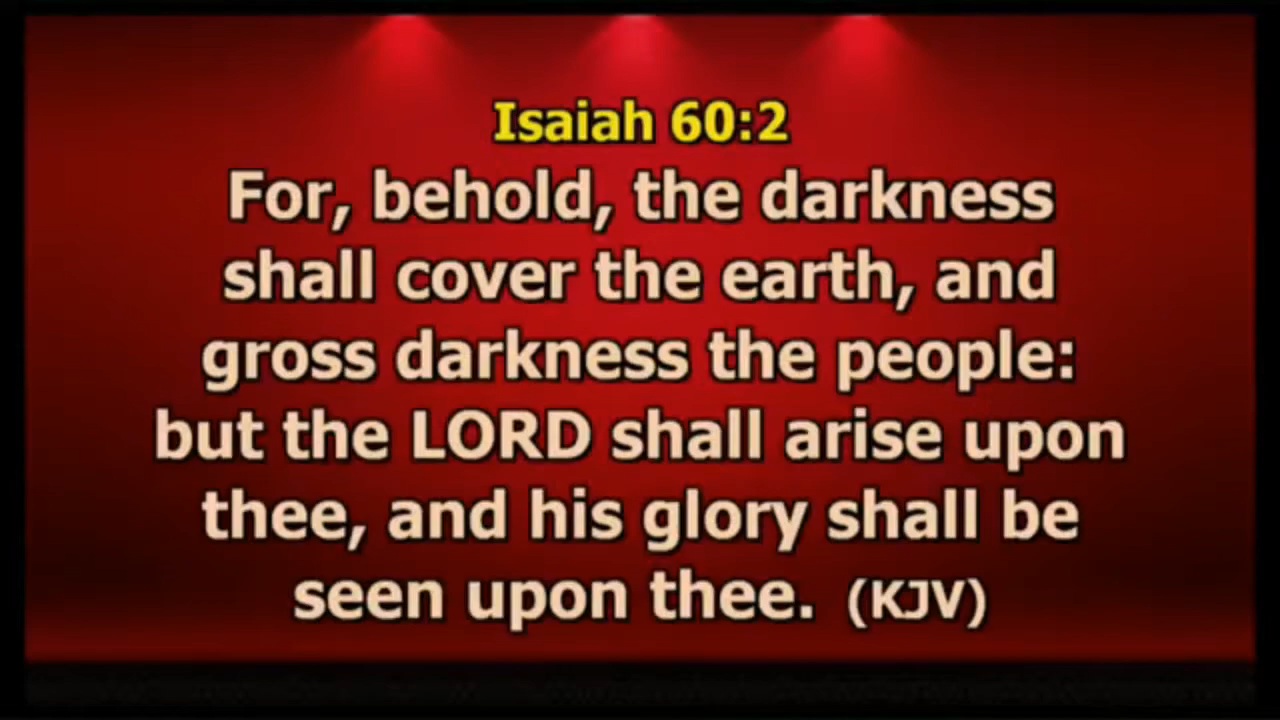 Isaiah 60:2
For, behold, the darkness
shall cover the earth, and
gross darkness the people:
but the LORD shall arise upon
thee, and his glory shall be
seen upon thee. (KJV)